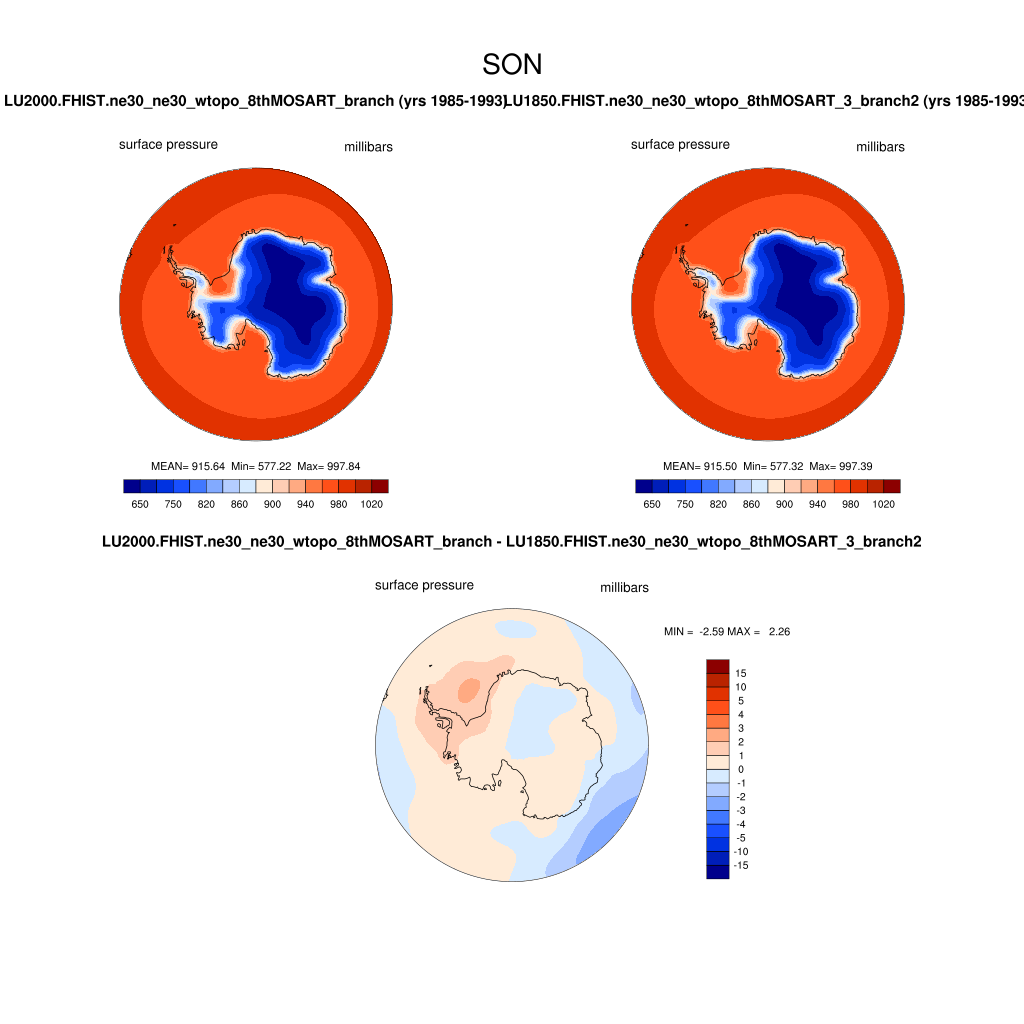 SON
LU2000.FHIST.ne30_ne30_wtopo_8thMOSART_branch (yrs 1985-1993)
LU1850.FHIST.ne30_ne30_wtopo_8thMOSART_3_branch2 (yrs 1985-1993
surface pressure millibars
surface pressure millibars
MEAN= 915.64 Min= 577.22 Max= 997.84
650 750 820 860 900 940 980 1020
MEAN= 915.50 Min= 577.32 Max= 997.39
650 750 820 860 900 940 980 1020
LU2000.FHIST.ne30_ne30_wtopo_8thMOSART_branch - LU1850.FHIST.ne30_ne30_wtopo_8thMOSART_3_branch2
surface pressure millibars
MIN = -2.59 MAX = 2.26
15
10
5
4
3
2
1
0
-1
-2
-3
-4
-5
-10
-15